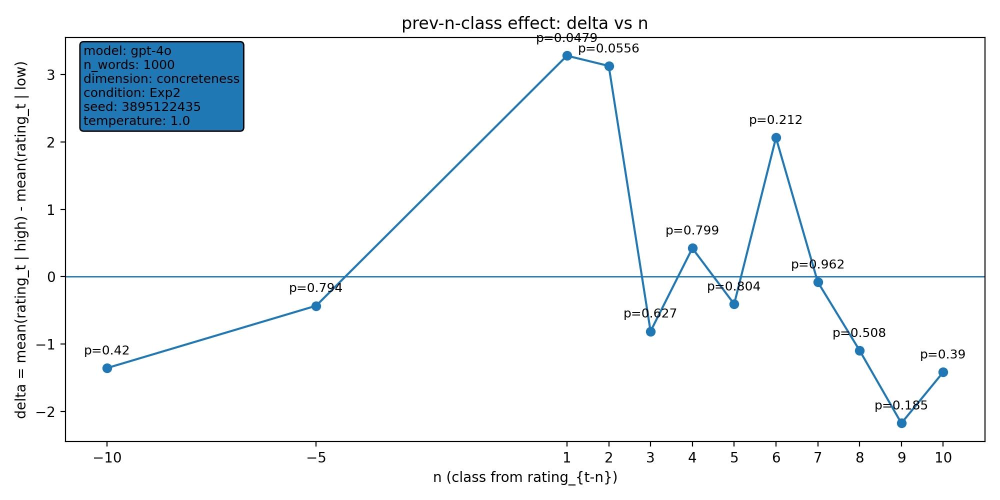 prev-n-class effect: delta vs n
model: gpt-4o
n_words: 1000
dimension: concreteness
condition: Exp2
seed: 3895122435
temperature: 1.0
delta = mean(rating_t | high) - mean(rating_t | low)
3
2
1
0
−1
−2
p=0.42
p=0.794
p=0.0479
p=0.0556
p=0.627
p=0.799
p=0.804
p=0.212
p=0.962
p=0.508
p=0.185
p=0.39
−10 −5 1 2 3 4 5 6 7 8 9 10
n (class from rating_{t-n})